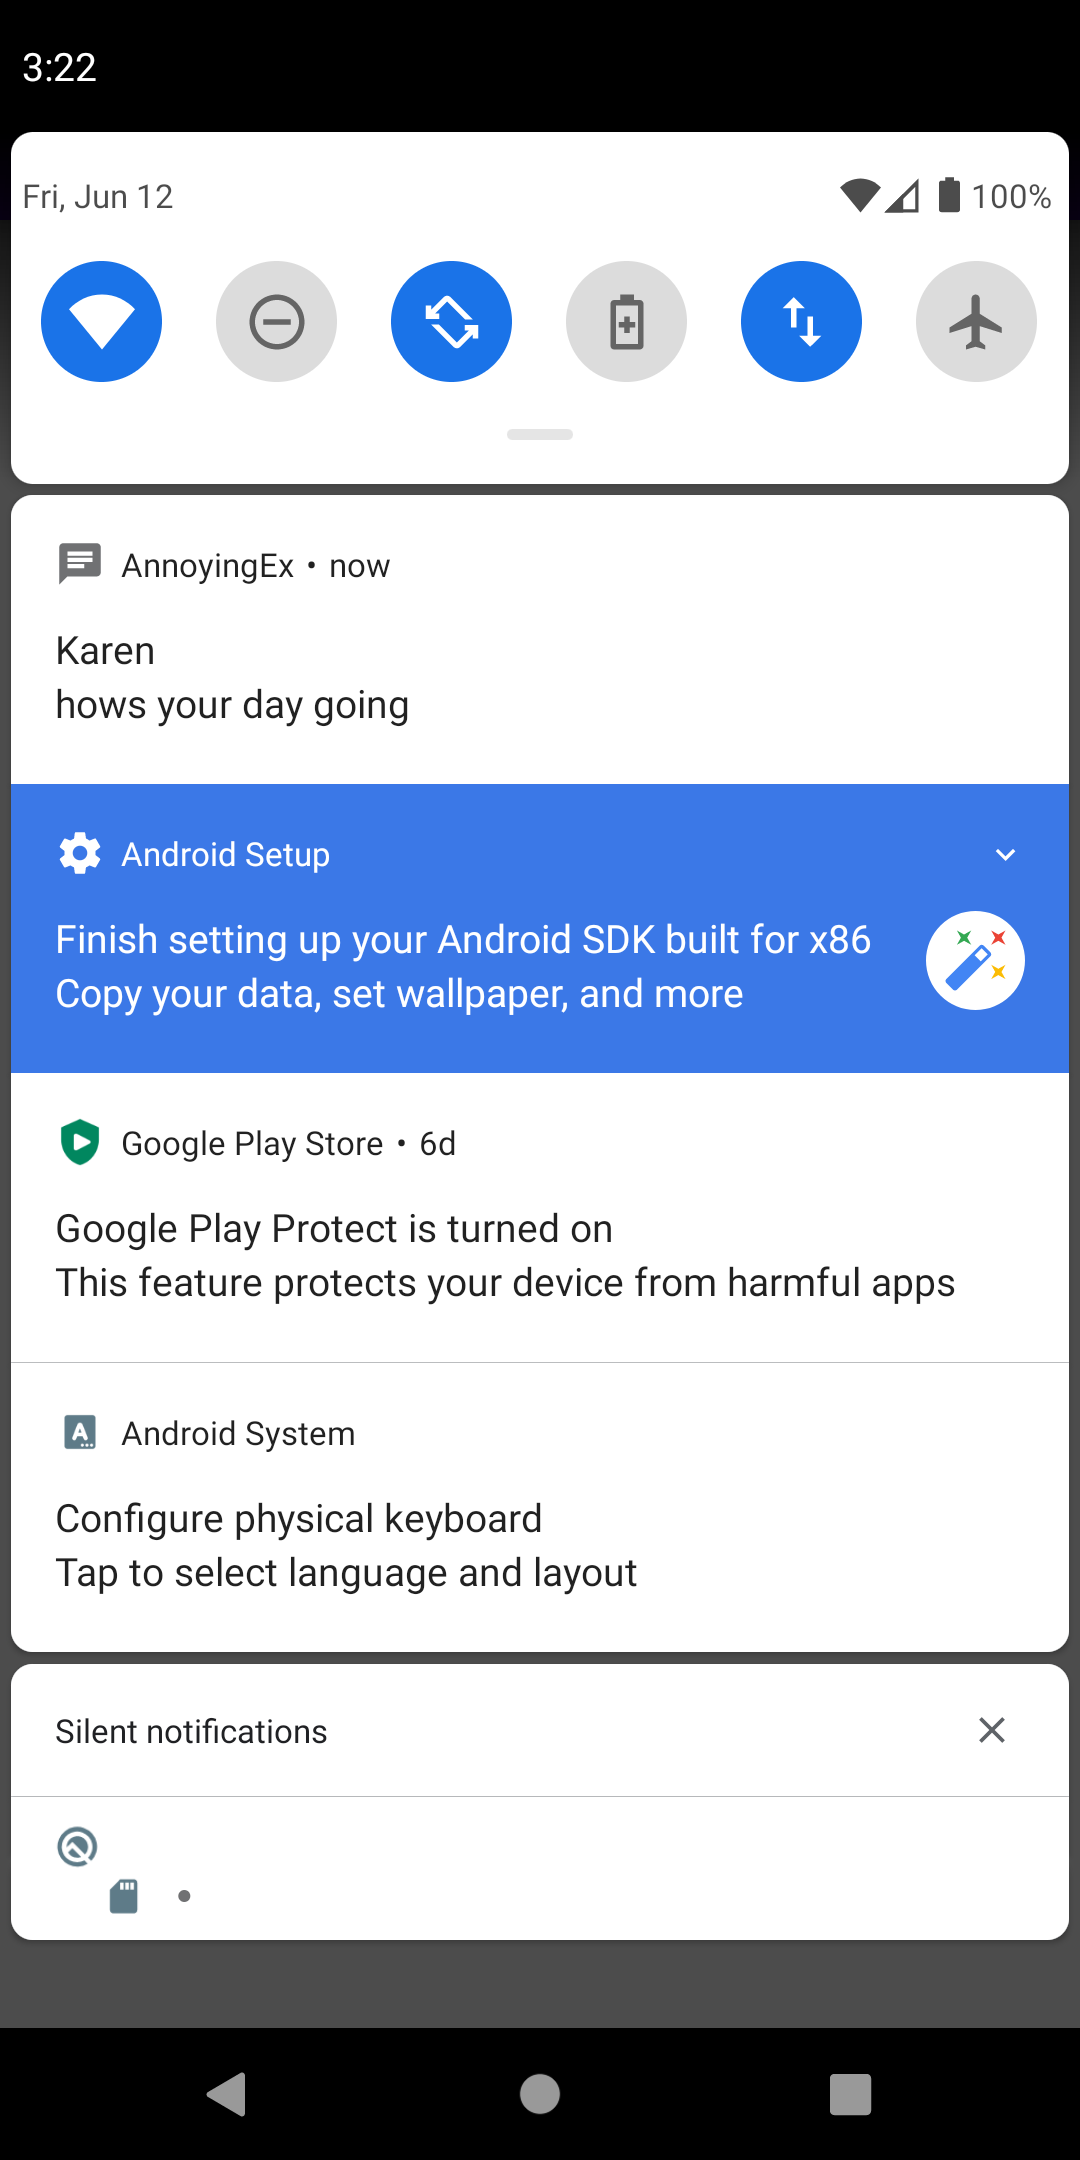 3:22
Fri, Jun 12
100%
AnnoyingEx • now
Karen
hows your day going
Android Setup
Finish setting up your Android SDK built for x86
Copy your data, set wallpaper, and more
Google Play Store • 6d
Google Play Protect is turned on
This feature protects your device from harmful apps
Android System
Configure physical keyboard
Tap to select language and layout
Silent notifications